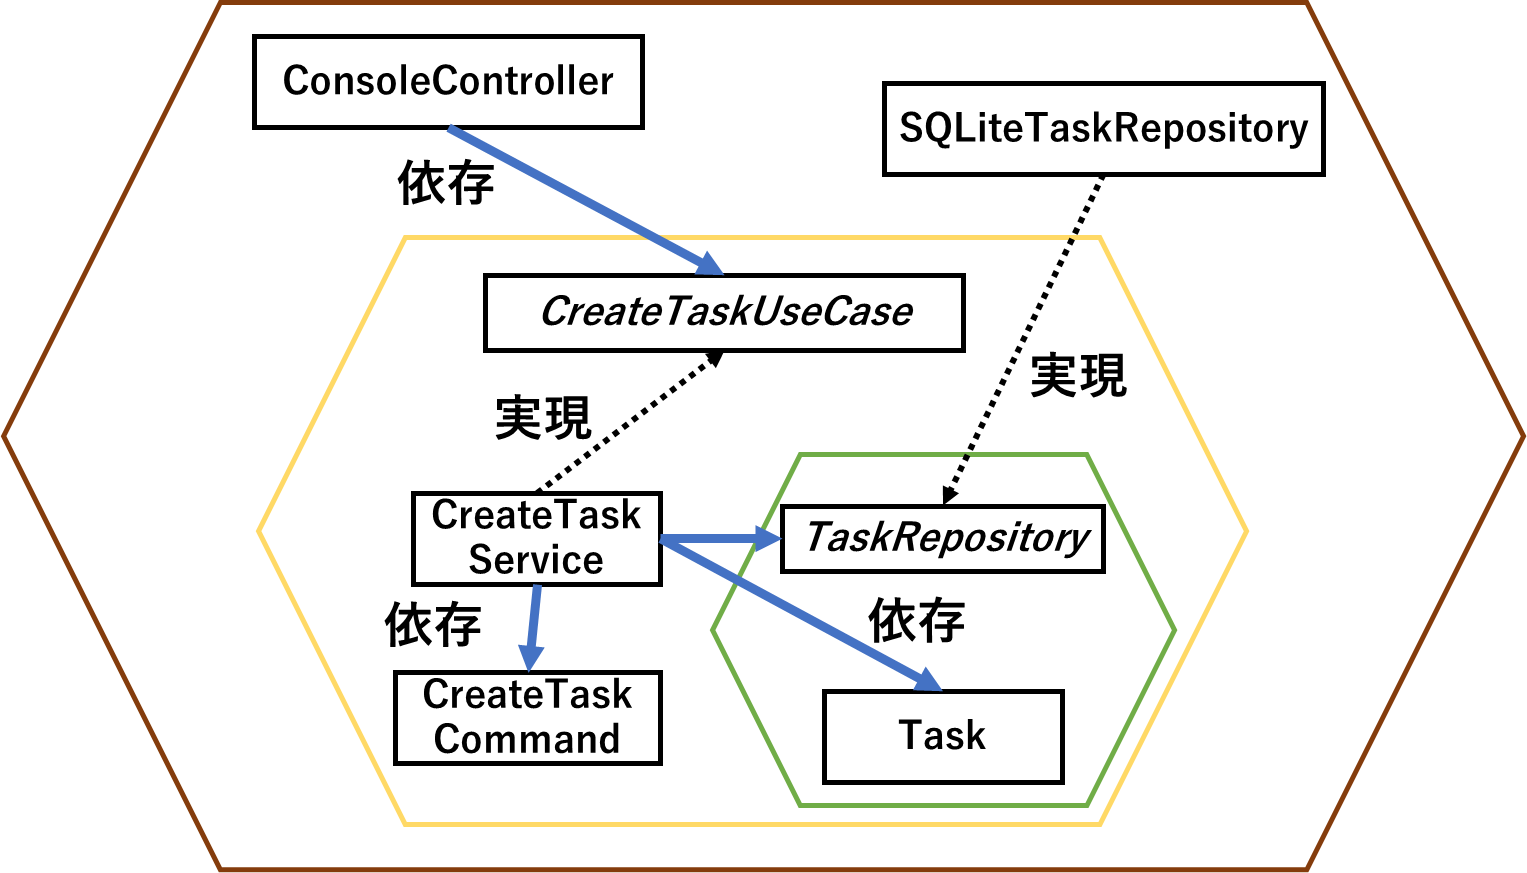 ConsoleController
SQLiteTaskRepository
依存
CreateTaskUseCase
実現
実現
CreateTask
Service
TaskRepository
依存
依存
CreateTask
Command
Task